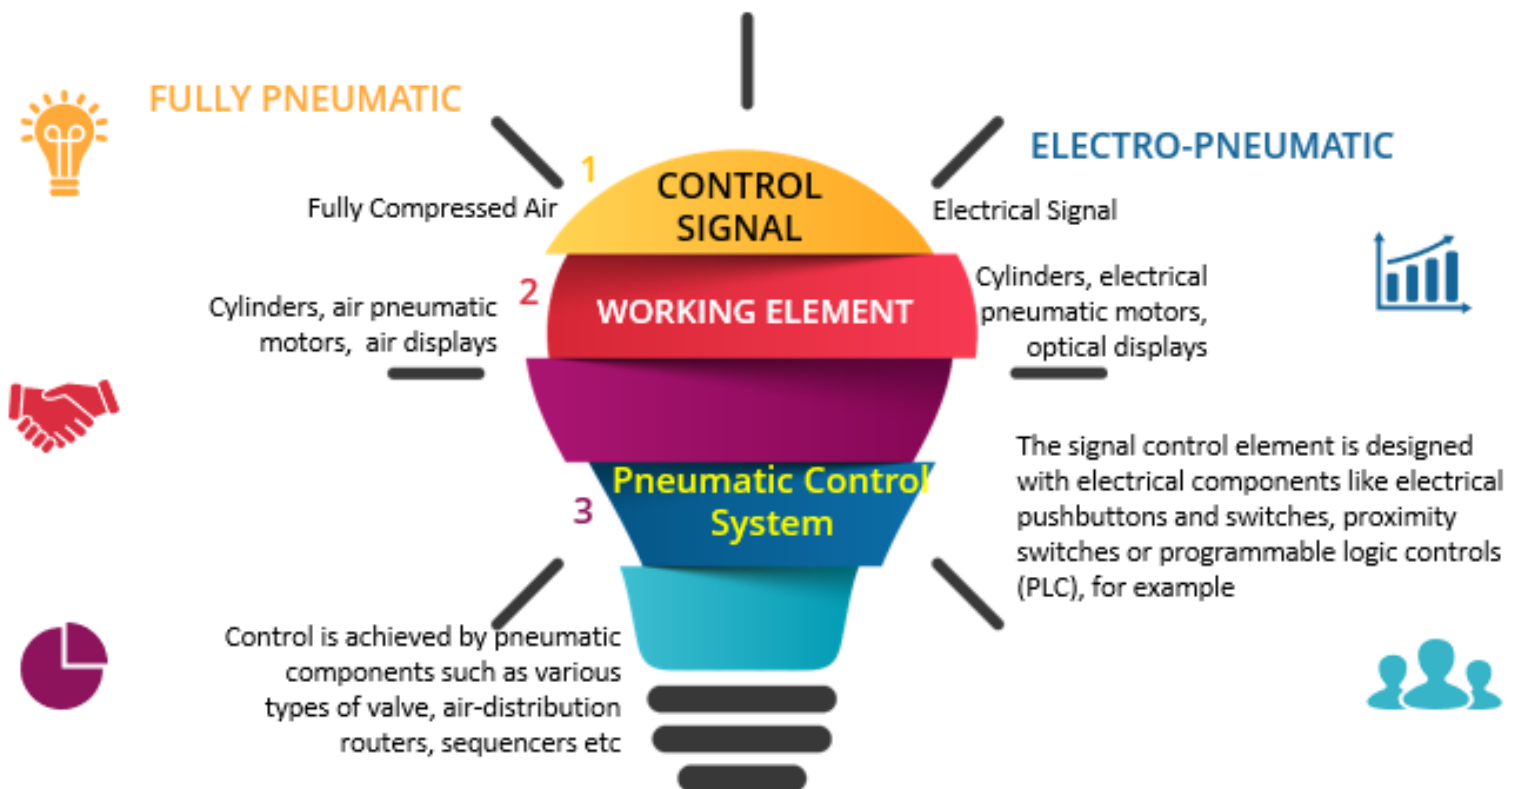 FULLY PNEUMATIC
ELECTRO-PNEUMATIC
1
CONTROL
SIGNAL
Fully Compressed Air
Electrical Signal
2
WORKING ELEMENT
Cylinders, air pneumatic
motors, air displays
Cylinders, electrical
pneumatic motors,
optical displays
3
Pneumatic Control
System
Control is achieved by pneumatic
components such as various
types of valve, air-distribution
routers, sequencers etc
The signal control element is designed
with electrical components like electrical
pushbuttons and switches, proximity
switches or programmable logic controls
(PLC), for example